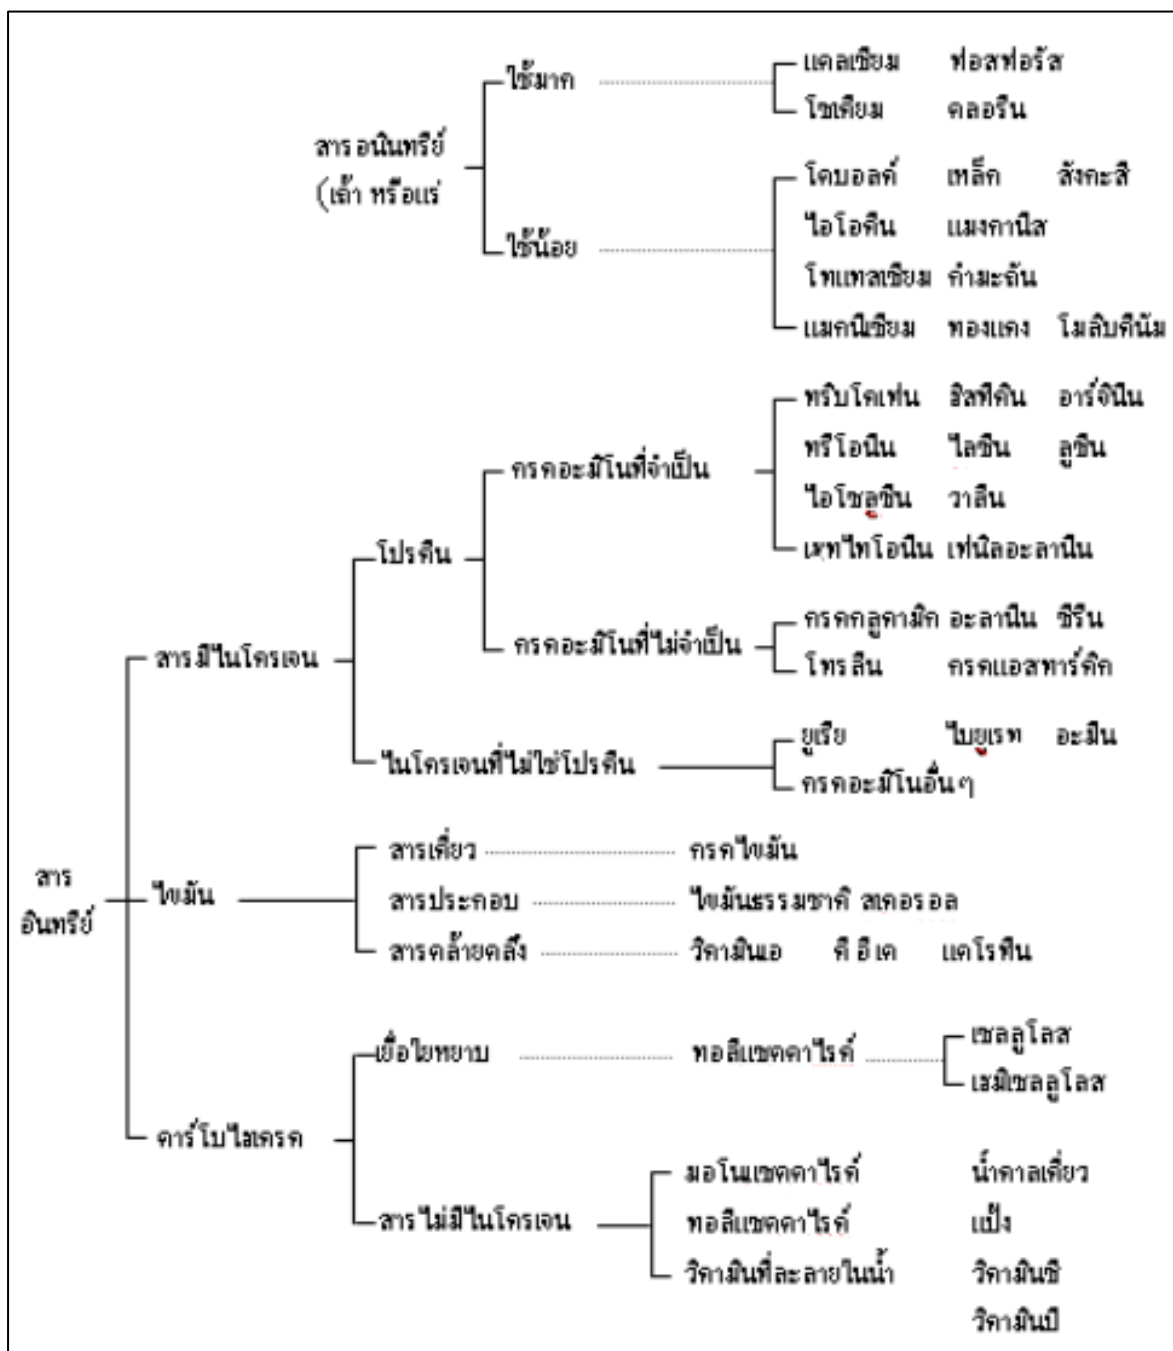 ใช้มาก แคลเซียม ฟอสฟอรัส
โซเดียม คลอรีน
สารอนินทรีย์
(เถ้า หรือแร่
โคบอลต์ เหล็ก สังกะสี
ไอโอดีน แมงกานีส
ใช้น้อย
โพแทสเซียม กำมะถัน
แมกนีเซียม ทองแดง โมลิบดีนัม
ทริบโตเฟน ฮิสทีดิน อาร์จินีน
ทรีโอนีน ไลซีน ลูซีน
กรดอะมิโนที่จำเป็น
ไอโซลูซีน วาลีน
เมทไทโอนีน เฟนิลอะลานีน
โปรตีน
กรดกลูตามิก อะลานีน ซีรีน
กรดอะมิโนที่ไม่จำเป็น
โพรลีน กรดแอสพาร์ติก
สารมีไนโตรเจน
ยูเรีย ไบยูเรท อะมีน
ไนโตรเจนที่ไม่ใช่โปรตีน
กรดอะมิโนอื่นๆ
สารเดี่ยว กรดไขมัน
สาร
อินทรีย์
ไขมัน
สารประกอบ ไขมันธรรมชาติ สเตอรอล
สารคล้ายคลึง วิตามินเอ ดี อี เค แคโรทีน
เยื่อใยหยาบ พอลีแซคคาไรด์ เซลลูโลส
เฮมิเซลลูโลส
คาร์โบไฮเดรต
มอโนแซคคาไรด์ น้ำตาลเดี่ยว
สารไม่มีไนโตรเจน พอลีแซคคาไรด์ แป้ง
วิตามินที่ละลายในน้ำ วิตามินซี
วิตามินบี